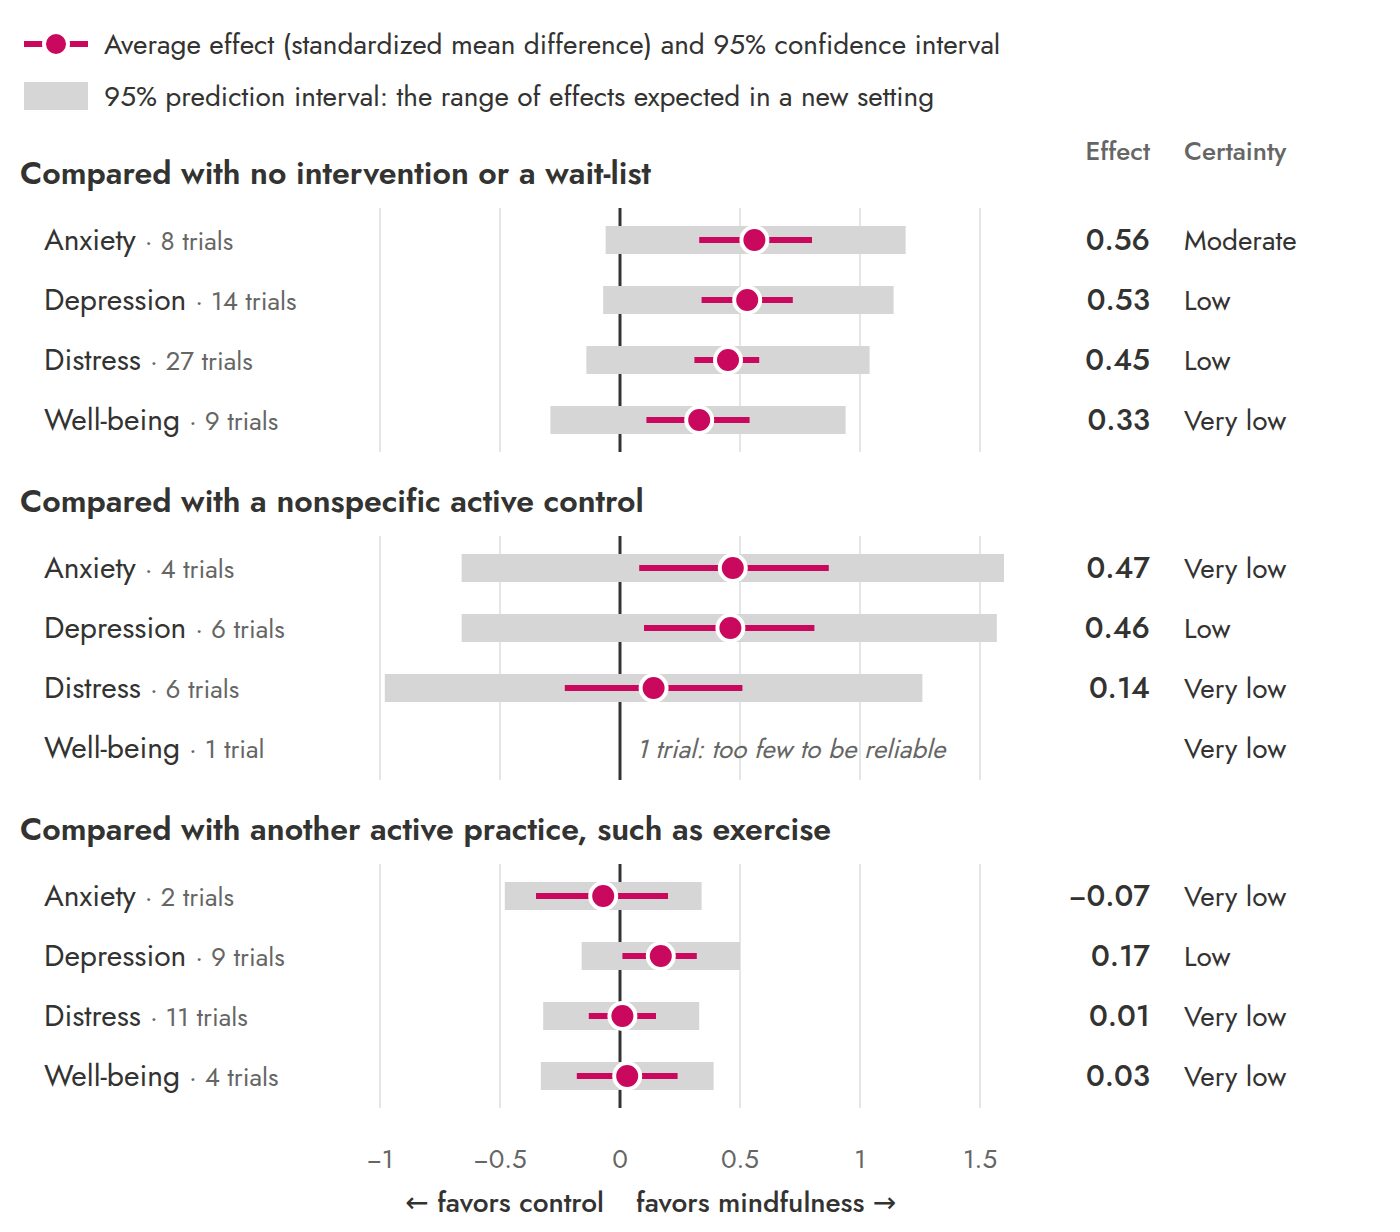 Average effect (standardized mean difference) and 95% confidence interval
95% prediction interval: the range of effects expected in a new setting
Effect Certainty
Compared with no intervention or a wait-list
Anxiety · 8 trials 0.56 Moderate
Depression · 14 trials 0.53 Low
Distress · 27 trials 0.45 Low
Well-being · 9 trials 0.33 Very low
Compared with a nonspecific active control
Anxiety · 4 trials 0.47 Very low
Depression · 6 trials 0.46 Low
Distress · 6 trials 0.14 Very low
Well-being · 1 trial 1 trial: too few to be reliable Very low
Compared with another active practice, such as exercise
Anxiety · 2 trials −0.07 Very low
Depression · 9 trials 0.17 Low
Distress · 11 trials 0.01 Very low
Well-being · 4 trials 0.03 Very low
−1 −0.5 0 0.5 1 1.5
← favors control favors mindfulness →